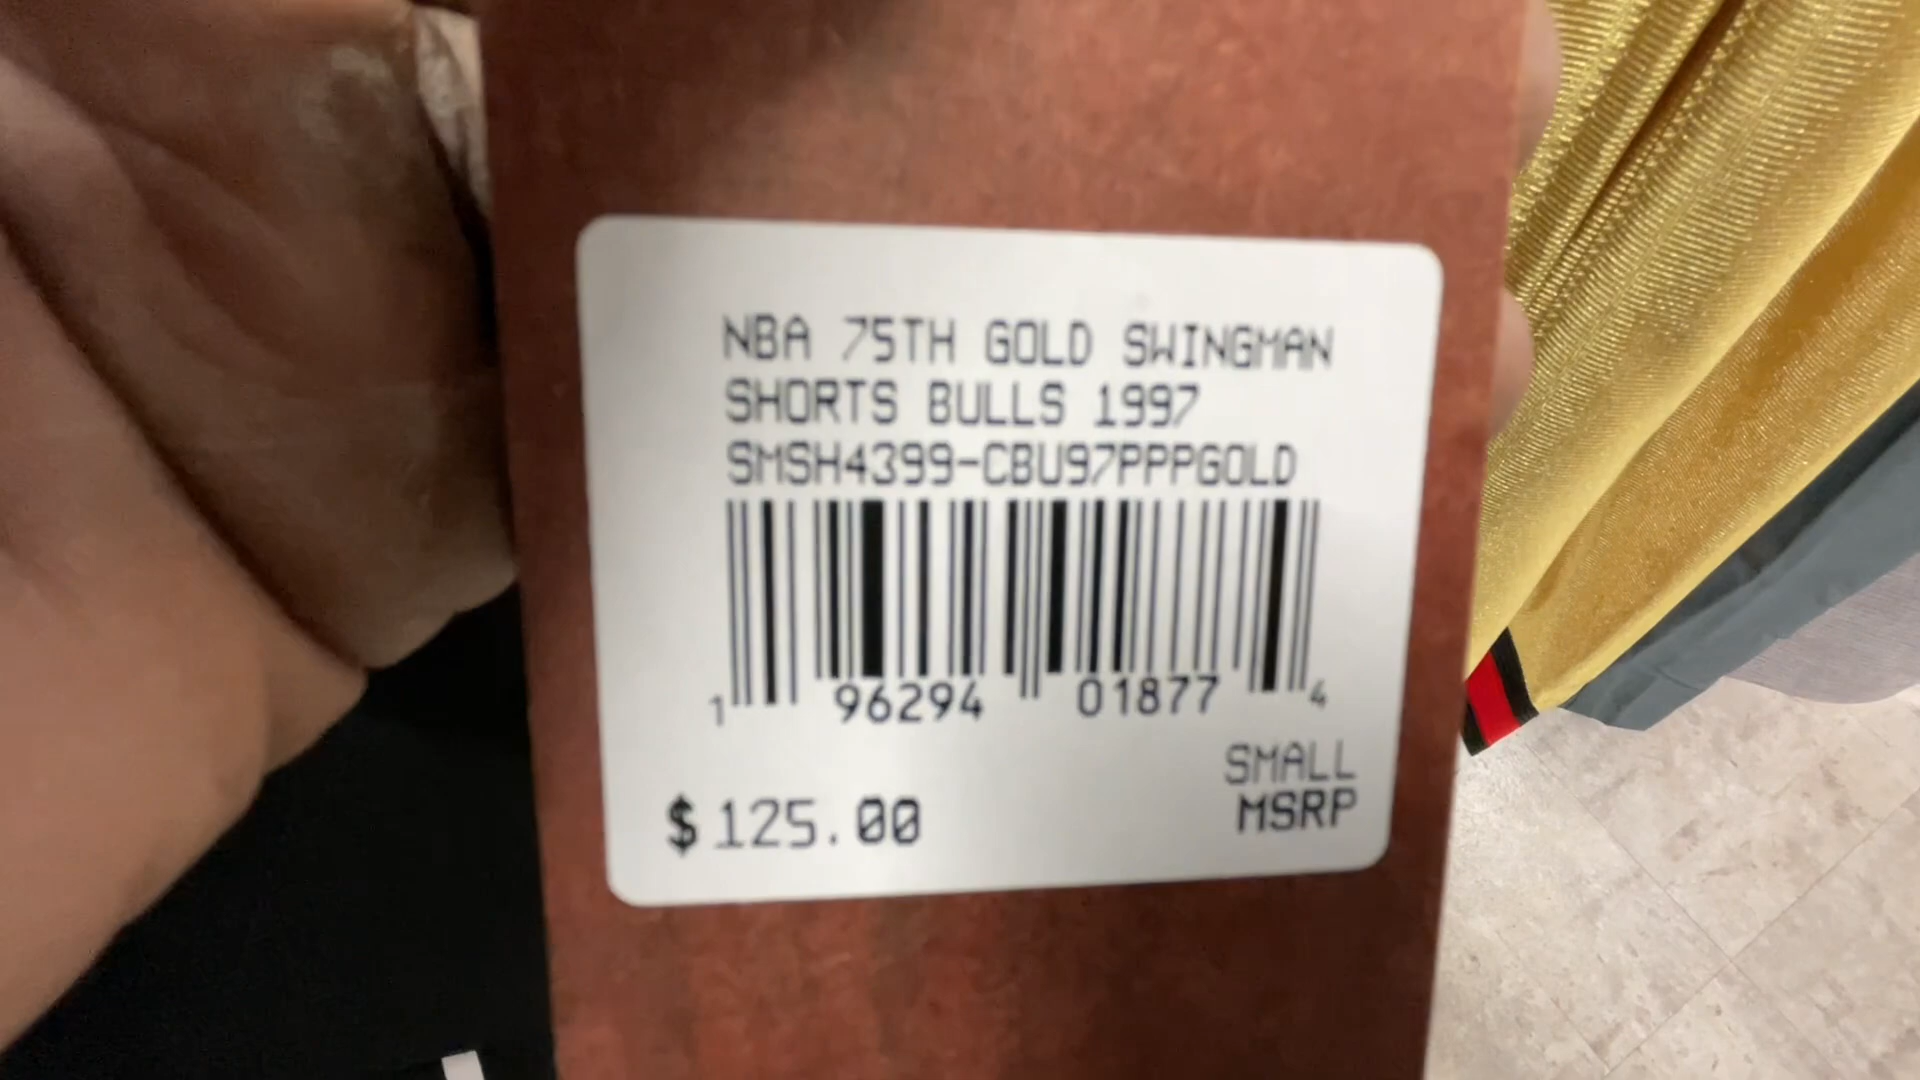 NBA 75TH GOLD SWINGMAN
SHORTS BULLS 1997
SMSH4399-CBU97PPPGOLD
1 96294 01877 4
SMALL
$125.00 MSRP